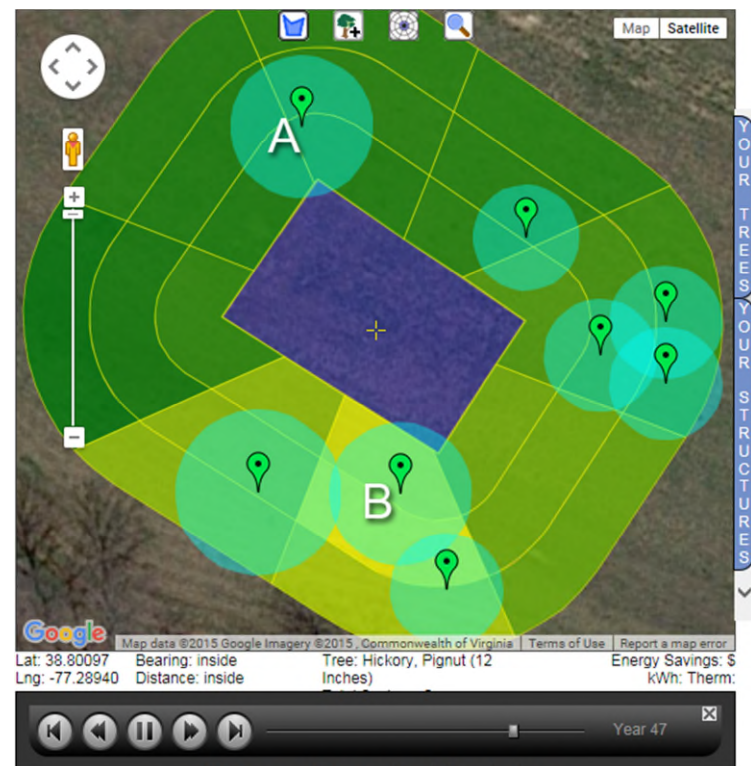 Map Satellite
A
B
YOUR TREES
YOUR STRUCTURES
Google
Map data ©2015 Google Imagery ©2015 , Commonwealth of Virginia Terms of Use Report a map error
Lat: 38.80097 Bearing: inside Tree: Hickory, Pignut (12 Energy Savings: $
Lng: -77.28940 Distance: inside Inches) kWh: Therm:
Year 47